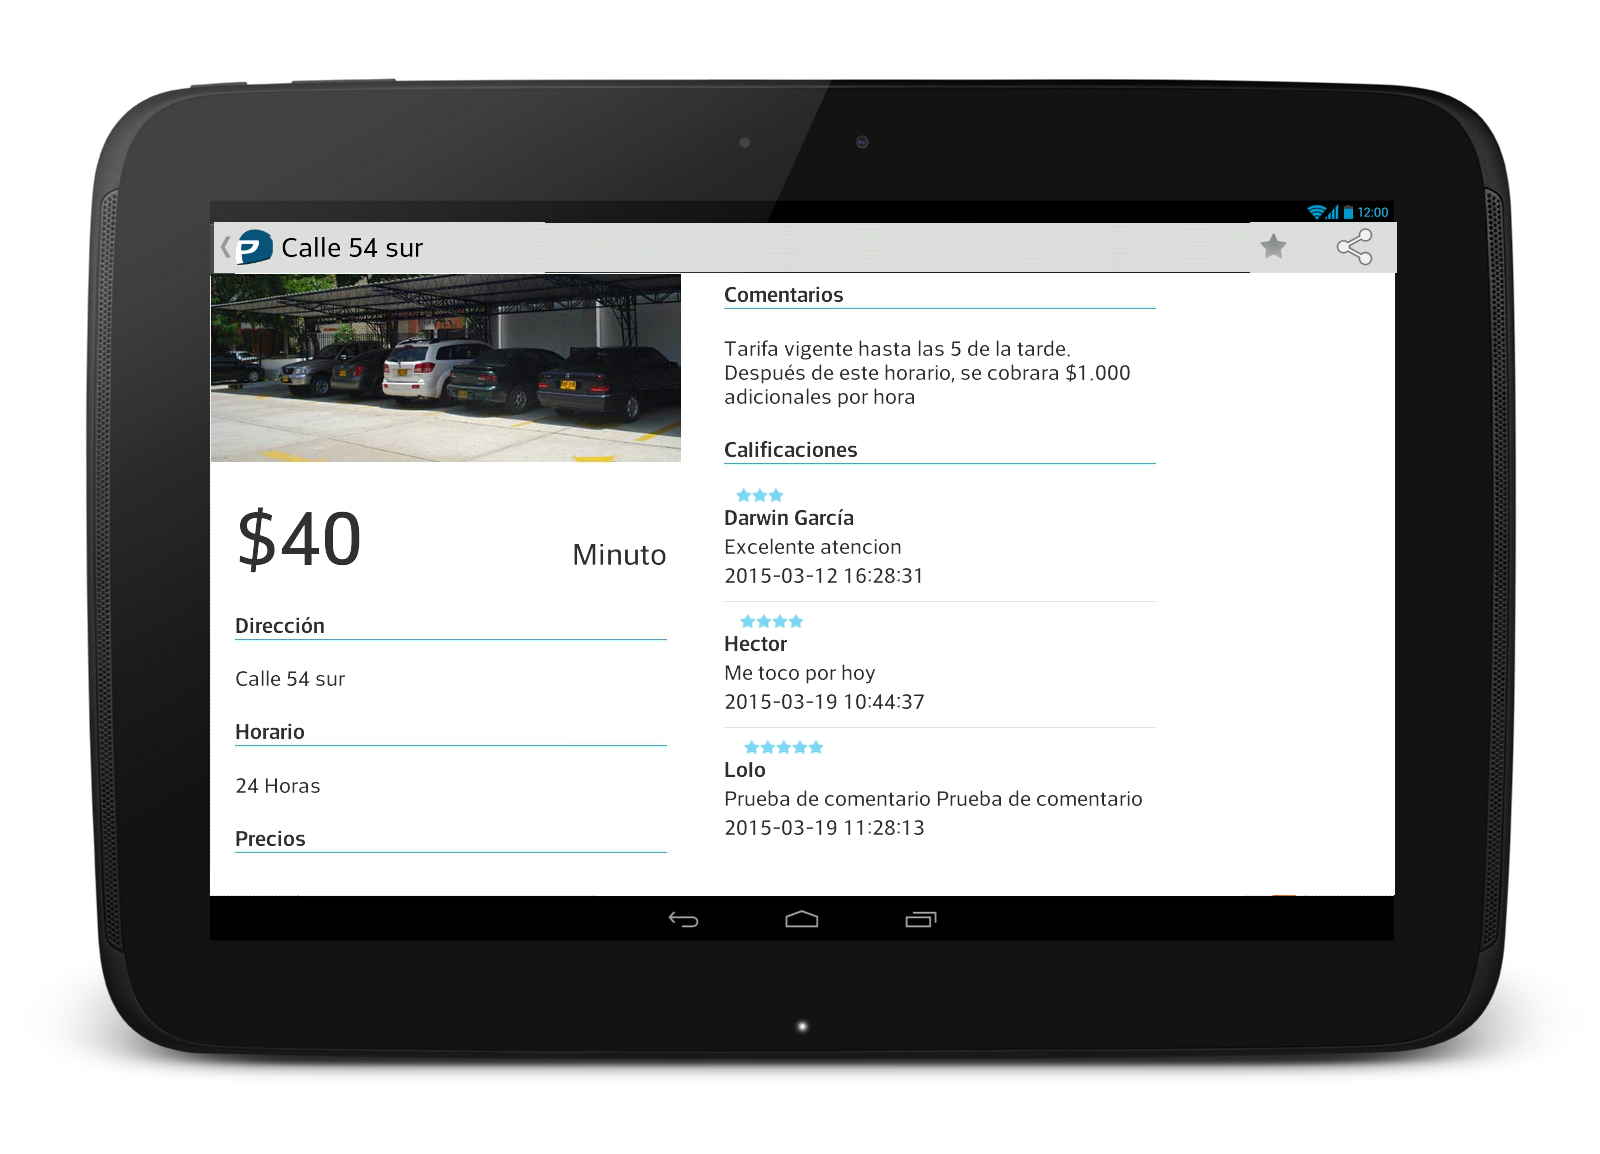 12:00
Calle 54 sur
$40
Minuto
Dirección
Calle 54 sur
Horario
24 Horas
Precios
Comentarios
Tarifa vigente hasta las 5 de la tarde.
Después de este horario, se cobrara $1.000
adicionales por hora
Calificaciones
Darwin García
Excelente atencion
2015-03-12 16:28:31
Hector
Me toco por hoy
2015-03-19 10:44:37
Lolo
Prueba de comentario Prueba de comentario
2015-03-19 11:28:13